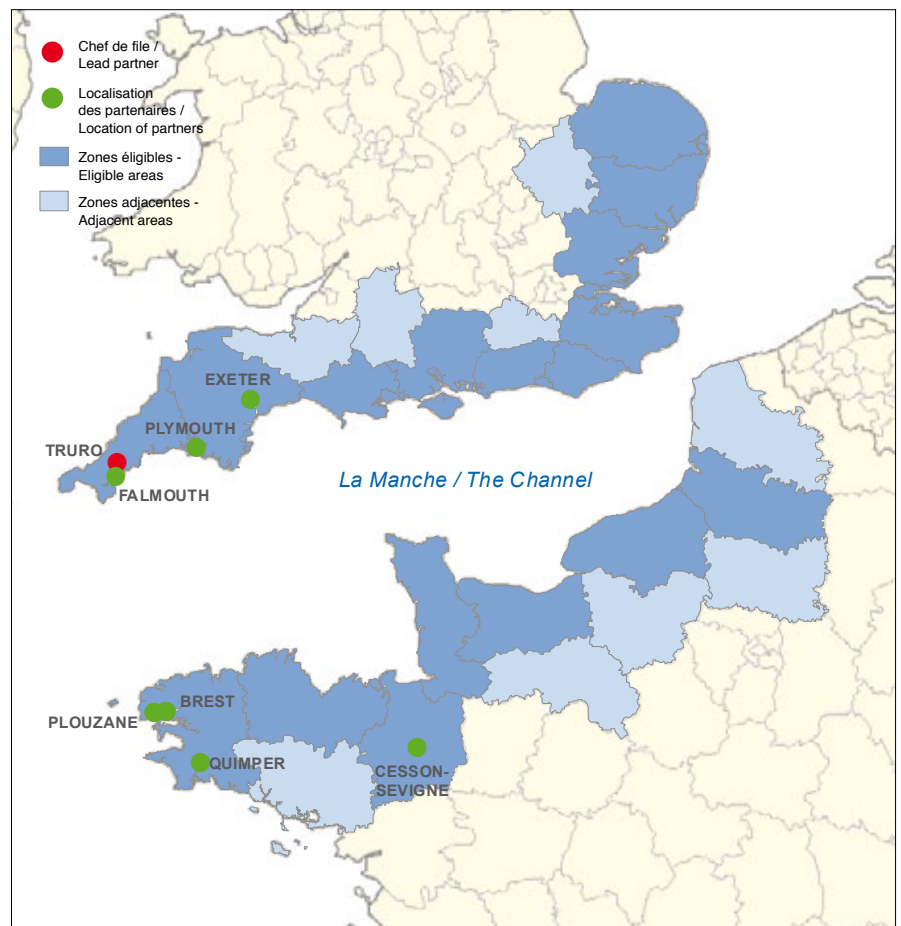 Chef de file /
Lead partner
Localisation
des partenaires /
Location of partners
Zones éligibles -
Eligible areas
Zones adjacentes -
Adjacent areas
EXETER
PLYMOUTH
TRURO
FALMOUTH
La Manche / The Channel
BREST
PLOUZANE
QUIMPER
CESSON-
SEVIGNE